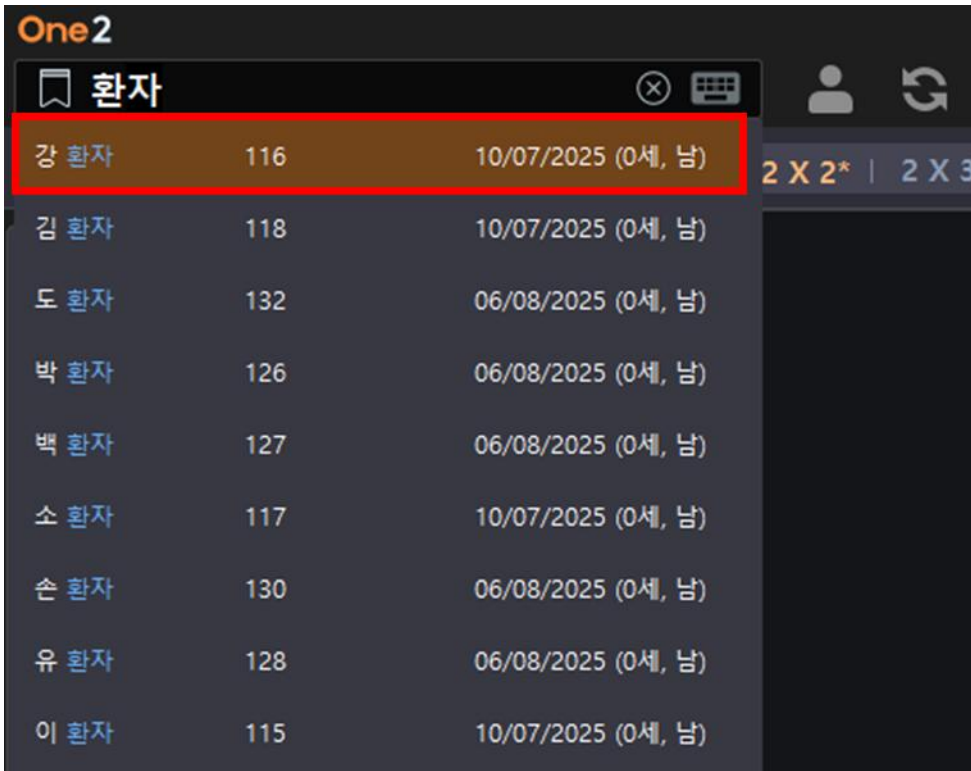 One2
환자
강 환자 116 10/07/2025 (0세, 남)
2 X 2* | 2 X 3
김 환자 118 10/07/2025 (0세, 남)
도 환자 132 06/08/2025 (0세, 남)
박 환자 126 06/08/2025 (0세, 남)
백 환자 127 06/08/2025 (0세, 남)
소 환자 117 10/07/2025 (0세, 남)
손 환자 130 06/08/2025 (0세, 남)
유 환자 128 06/08/2025 (0세, 남)
이 환자 115 10/07/2025 (0세, 남)